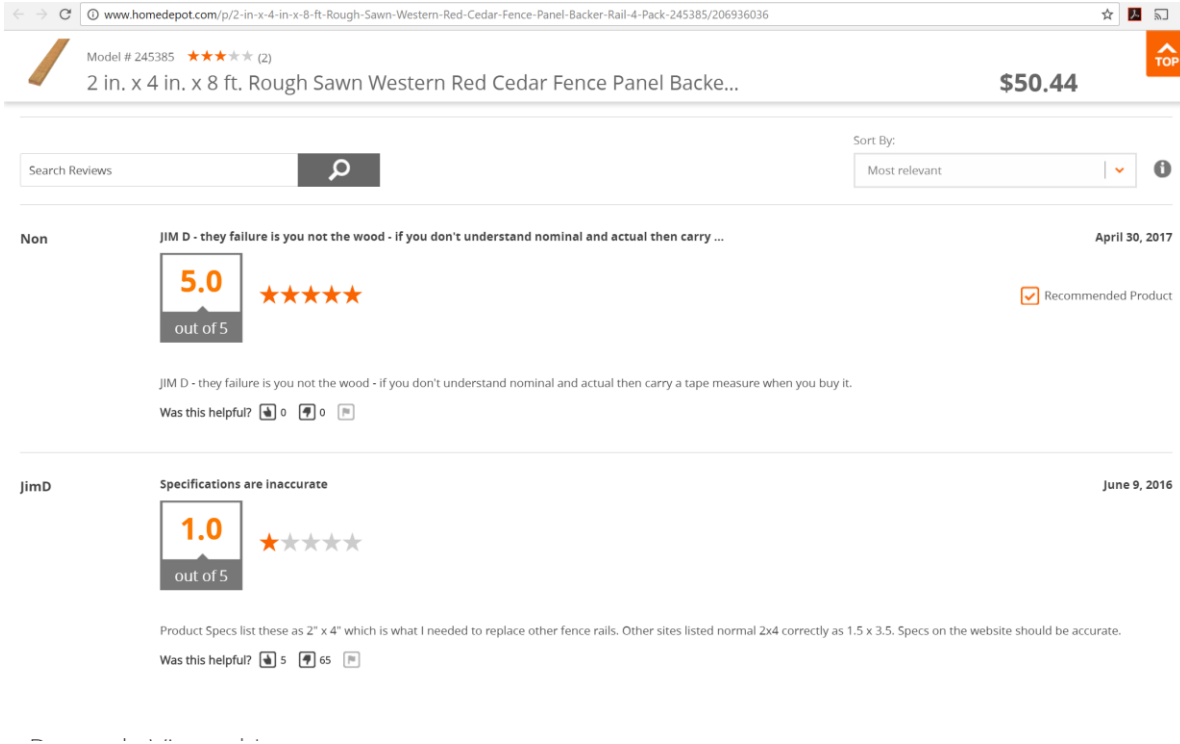 www.homedepot.com/p/2-in-x-4-in-x-8-ft-Rough-Sawn-Western-Red-Cedar-Fence-Panel-Backer-Rail-4-Pack-245385/206936036
Model # 245385 (2)
TOP
2 in. x 4 in. x 8 ft. Rough Sawn Western Red Cedar Fence Panel Backe... $50.44
Sort By:
Search Reviews Most relevant
Non JIM D - they failure is you not the wood - if you don't understand nominal and actual then carry ... April 30, 2017
5.0
Recommended Product
out of 5
JIM D - they failure is you not the wood - if you don't understand nominal and actual then carry a tape measure when you buy it.
Was this helpful? 0 0
JimD Specifications are inaccurate June 9, 2016
1.0
out of 5
Product Specs list these as 2" x 4" which is what I needed to replace other fence rails. Other sites listed normal 2x4 correctly as 1.5 x 3.5. Specs on the website should be accurate.
Was this helpful? 5 65